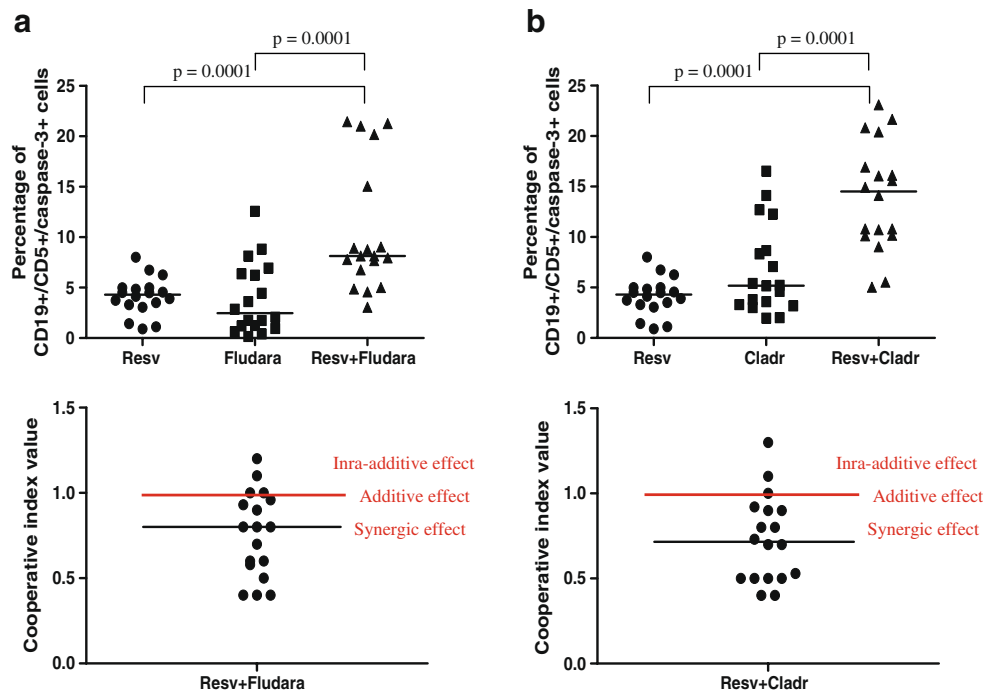 a
p = 0.0001
p = 0.0001
Percentage of
CD19+/CD5+/caspase-3+ cells
25
20
15
10
5
0
Resv
Fludara
Resv+Fludara
b
p = 0.0001
p = 0.0001
Percentage of
CD19+/CD5+/caspase-3+ cells
25
20
15
10
5
0
Resv
Cladr
Resv+Cladr
Cooperative index value
1.5
1.0
0.5
0.0
Inra-additive effect
Additive effect
Synergic effect
Resv+Fludara
Cooperative index value
1.5
1.0
0.5
0.0
Inra-additive effect
Additive effect
Synergic effect
Resv+Cladr